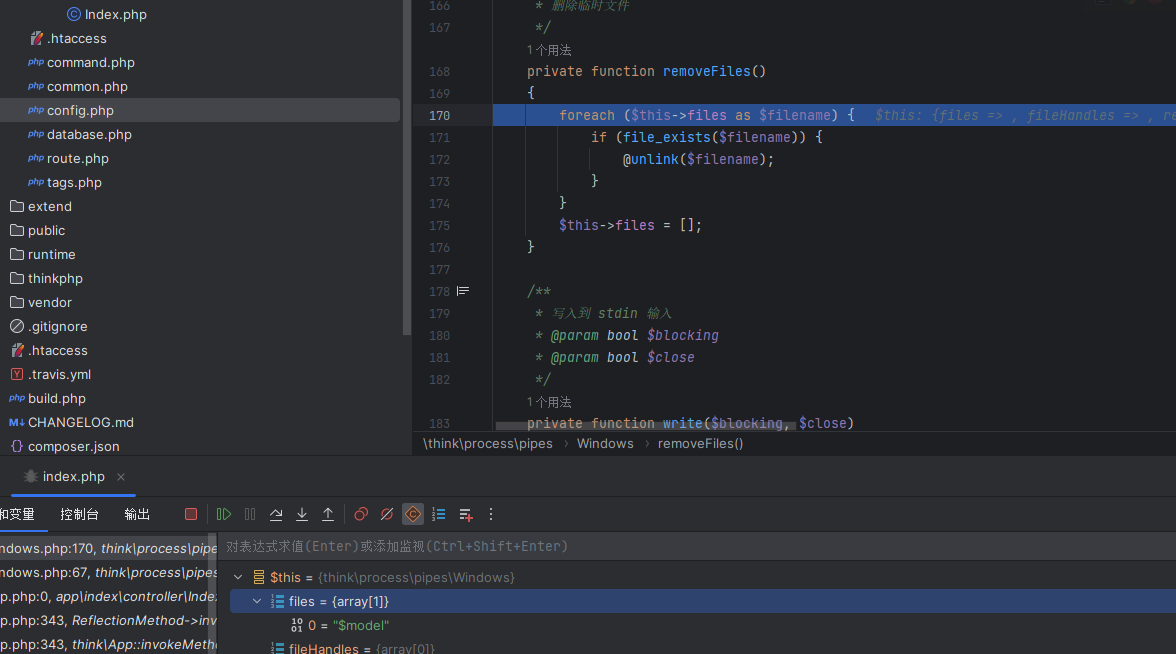 Index.php
.htaccess
php command.php
php common.php
php config.php
php database.php
php route.php
php tags.php
extend
public
runtime
thinkphp
vendor
.gitignore
.htaccess
.travis.yml
php build.php
M↓ CHANGELOG.md
{} composer.json
166 * 删除临时文件
167 */
1个用法
168 private function removeFiles()
169 {
170 foreach ($this->files as $filename) { $this: {files => , fileHandles => , re
171 if (file_exists($filename)) {
172 @unlink($filename);
173 }
174 }
175 $this->files = [];
176 }
177
178 /**
179 * 写入到 stdin 输入
180 * @param bool $blocking
181 * @param bool $close
182 */
1个用法
183 private function write($blocking, $close)
\think\process\pipes › Windows › removeFiles()
index.php ×
和变量 控制台 输出
ndows.php:170, think\process\pipe
ndows.php:67, think\process\pipes
p.php:0, app\index\controller\Inde
p.php:343, ReflectionMethod->inv
p.php:343, think\App::invokeMetho
对表达式求值(Enter)或添加监视(Ctrl+Shift+Enter)
$this = {think\process\pipes\Windows}
files = {array[1]}
0 = "$model"
fileHandles = {array[0]}